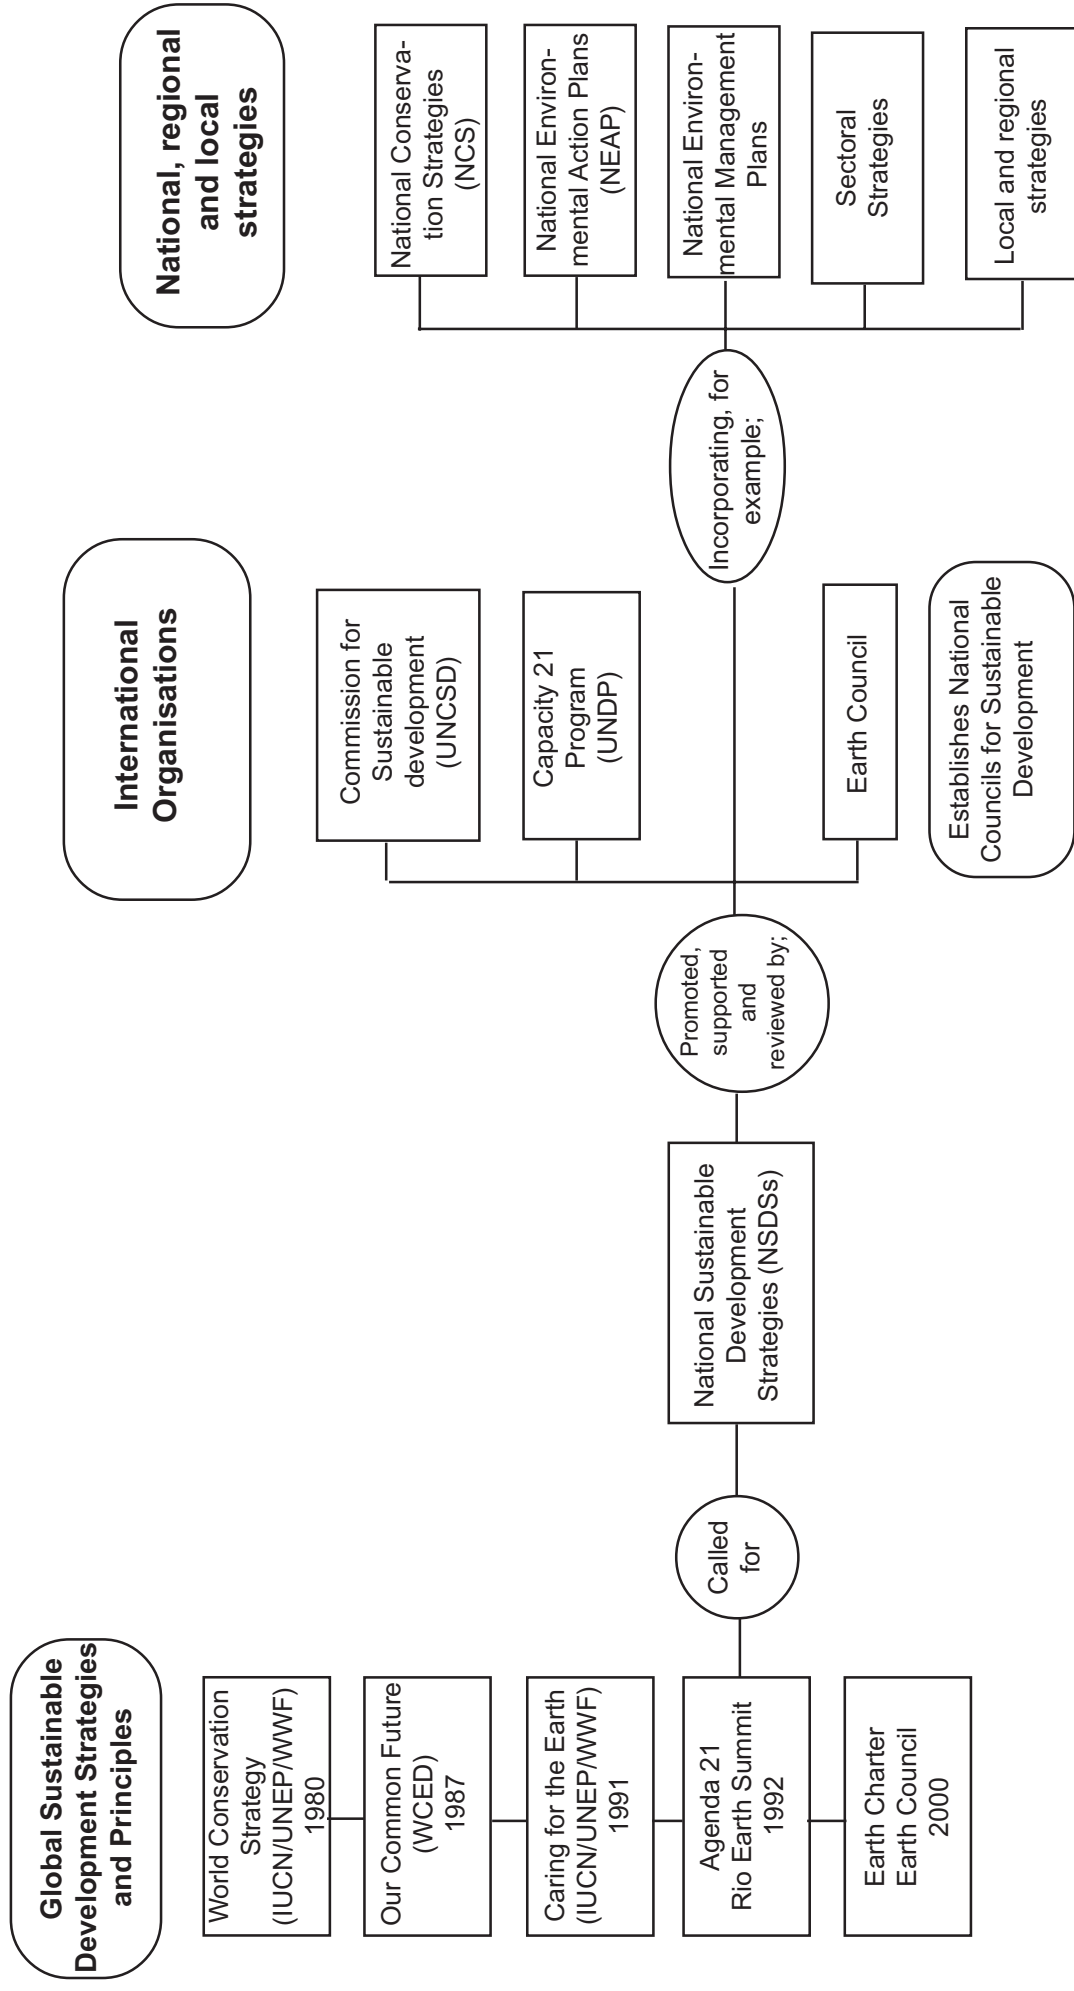 Global Sustainable
Development Strategies
and Principles
World Conservation
Strategy
(IUCN/UNEP/WWF)
1980
Our Common Future
(WCED)
1987
Caring for the Earth
(IUCN/UNEP/WWF)
1991
Agenda 21
Rio Earth Summit
1992
Earth Charter
Earth Council
2000
Called
for
National Sustainable
Development
Strategies (NSDSs)
Promoted,
supported
and
reviewed by;
International
Organisations
Commission for
Sustainable
development
(UNCSD)
Capacity 21
Program
(UNDP)
Earth Council
Establishes National
Councils for Sustainable
Development
Incorporating, for
example;
National, regional
and local
strategies
National Conserva-
tion Strategies
(NCS)
National Environ-
mental Action Plans
(NEAP)
National Environ-
mental Management
Plans
Sectoral
Strategies
Local and regional
strategies